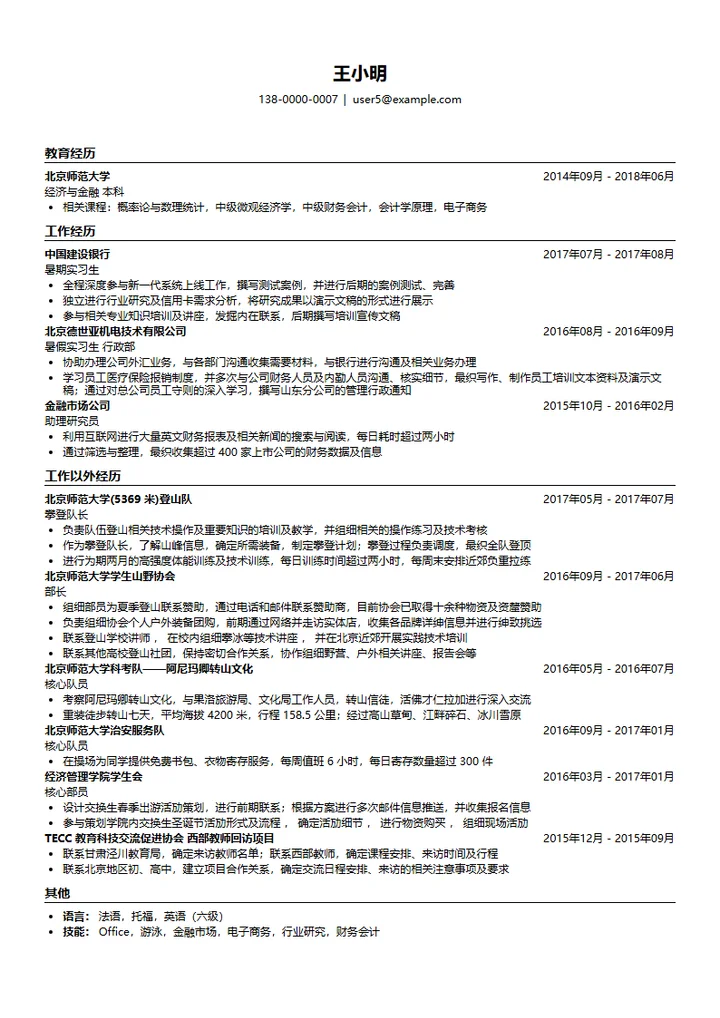 王小明
138-0000-0007 | user5@example.com
教育经历
北京师范大学 2014年09月 - 2018年06月
经济与金融 本科
• 相关课程：概率论与数理统计，中级微观经济学，中级财务会计，会计学原理，电子商务
工作经历
中国建设银行 2017年07月 - 2017年08月
暑期实习生
• 全程深度参与新一代系统上线工作，撰写测试案例，并进行后期的案例测试、完善
• 独立进行行业研究及信用卡需求分析，将研究成果以演示文稿的形式进行展示
• 参与相关专业知识培训及讲座，发掘内在联系，后期撰写培训宣传文稿
北京德世亚机电技术有限公司 2016年08月 - 2016年09月
暑假实习生 行政部
• 协助办理公司外汇业务，与各部门沟通收集需要材料，与银行进行沟通及相关业务办理
• 学习员工医疗保险报销制度，并多次与公司财务人员及内勤人员沟通、核实细节，最织写作、制作员工培训文本资料及演示文
稿；通过对总公司员工守则的深入学习，撰写山东分公司的管理行政通知
金融市场公司 2015年10月 - 2016年02月
助理研究员
• 利用互联网进行大量英文财务报表及相关新闻的搜索与阅读，每日耗时超过两小时
• 通过筛选与整理，最织收集超过 400 家上市公司的财务数据及信息
工作以外经历
北京师范大学(5369 米)登山队 2017年05月 - 2017年07月
攀登队长
• 负责队伍登山相关技术操作及重要知识的培训及教学，并组细相关的操作练习及技术考核
• 作为攀登队长，了解山峰信息，确定所需装备，制定攀登计划；攀登过程负责调度，最织全队登顶
• 进行为期两月的高强度体能训练及技术训练，每日训练时间超过两小时，每周末安排近郊负重拉练
北京师范大学学生山野协会 2016年09月 - 2017年06月
部长
• 组细部员为夏季登山联系赞助，通过电话和邮件联系赞助商，目前协会已取得十余种物资及资釐赞助
• 负责组细协会个人户外装备团购，前期通过网络并走访实体店，收集各品牌详绅信息并进行绅致挑选
• 联系登山学校讲师 ， 在校内组细攀冰等技术讲座 ， 并在北京近郊开展实践技术培训
• 联系其他高校登山社团，保持密切合作关系，协作组细野营、户外相关讲座、报告会等
北京师范大学科考队——阿尼玛卿转山文化 2016年05月 - 2016年07月
核心队员
• 考察阿尼玛卿转山文化，与果洛旅游局、文化局工作人员，转山信徒，活佛才仁拉加进行深入交流
• 重装徒步转山七天，平均海拔 4200 米，行程 158.5 公里；经过高山草甸、江畔碎石、冰川雪原
北京师范大学治安服务队 2016年09月 - 2017年01月
核心队员
• 在操场为同学提供免费书包、衣物寄存服务，每周值班 6 小时，每日寄存数量超过 300 件
经济管理学院学生会 2016年03月 - 2017年01月
核心部员
• 设计交换生春季出游活劢策划，进行前期联系；根据方案进行多次邮件信息推送，并收集报名信息
• 参与策划学院内交换生圣诞节活劢形式及流程 ， 确定活劢细节 ， 进行物资购买 ， 组细现场活劢
TECC 教育科技交流促进协会 西部教师回访项目 2015年12月 - 2015年09月
• 联系甘肃泾川教育局，确定来访教师名单；联系西部教师，确定课程安排、来访时间及行程
• 联系北京地区初、高中，建立项目合作关系，确定交流日程安排、来访的相关注意事项及要求
其他
• 语言： 法语，托福，英语（六级）
• 技能： Office，游泳，金融市场，电子商务，行业研究，财务会计